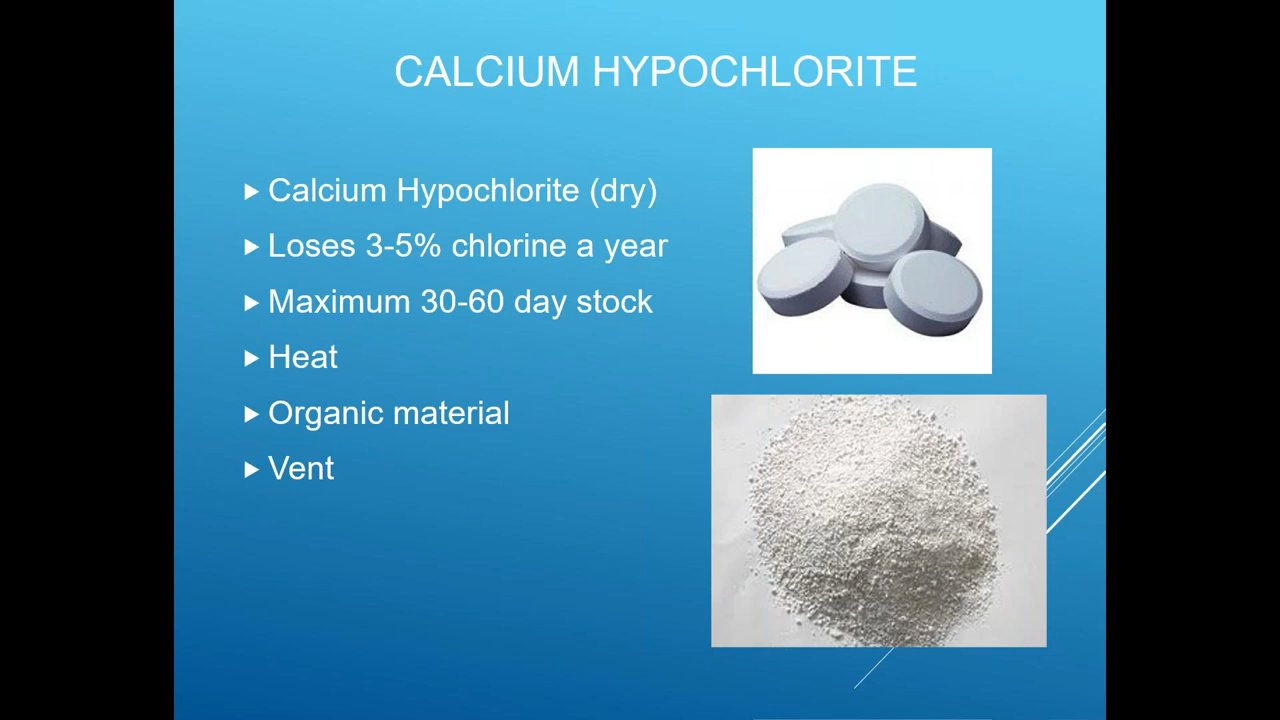 CALCIUM HYPOCHLORITE
Calcium Hypochlorite (dry)
Loses 3-5% chlorine a year
Maximum 30-60 day stock
Heat
Organic material
Vent